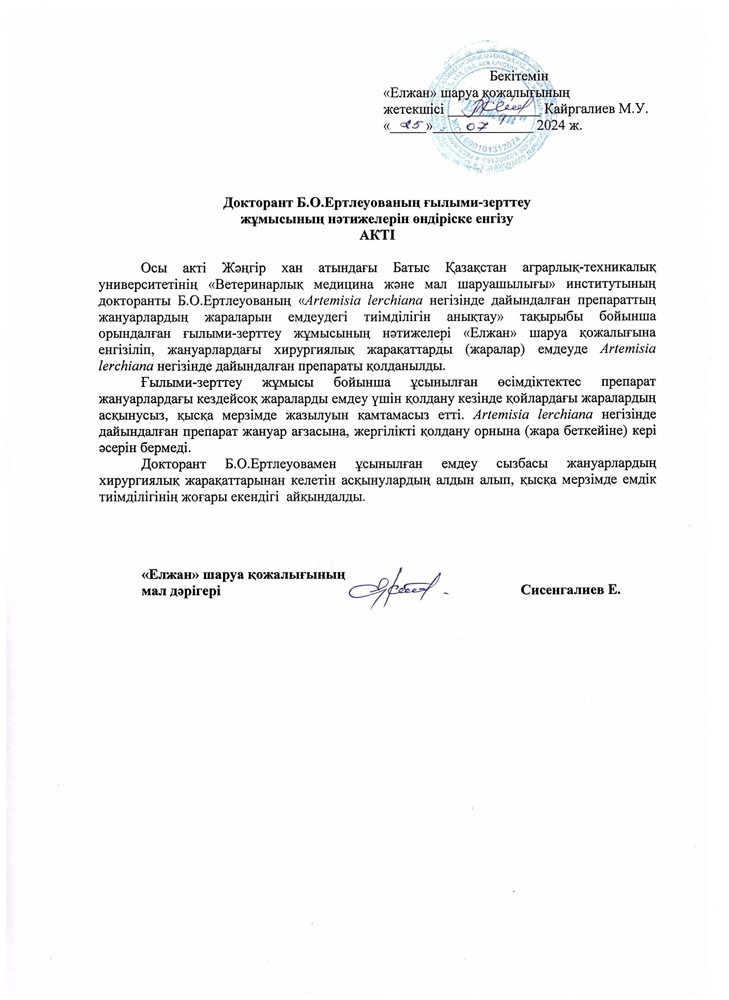 Бекітемін
«Елжан» шаруа қожалығының
жетекшісі ____________ Кайргалиев М.У.
«25» 07 2024 ж.
"Елжан"
ЖСН 690101312074
Докторант Б.О.Ертлеуованың ғылыми-зерттеу
жұмысының нәтижелерін өндіріске енгізу
АКТІ
Осы акті Жәңгір хан атындағы Батыс Қазақстан аграрлық-техникалық
университетінің «Ветеринарлық медицина және мал шаруашылығы» институтының
докторанты Б.О.Ертлеуованың «Artemisia lerchiana негізінде дайындалған препараттың
жануарлардың жараларын емдеудегі тиімділігін анықтау» тақырыбы бойынша
орындалған ғылыми-зерттеу жұмысының нәтижелері «Елжан» шаруа қожалығына
енгізіліп, жануарлардағы хирургиялық жарақаттарды (жаралар) емдеуде Artemisia
lerchiana негізінде дайындалған препараты қолданылды.
Ғылыми-зерттеу жұмысы бойынша ұсынылған өсімдіктектес препарат
жануарлардағы кездейсоқ жараларды емдеу үшін қолдану кезінде қойлардағы жаралардың
асқынусыз, қысқа мерзімде жазылуын қамтамасыз етті. Artemisia lerchiana негізінде
дайындалған препарат жануар ағзасына, жергілікті қолдану орнына (жара беткейіне) кері
әсерін бермеді.
Докторант Б.О.Ертлеуовамен ұсынылған емдеу сызбасы жануарлардың
хирургиялық жарақаттарынан келетін асқынулардың алдын алып, қысқа мерзімде емдік
тиімділігінің жоғары екендігі айқындалды.
«Елжан» шаруа қожалығының
мал дәрігері Сисенгалиев Е.